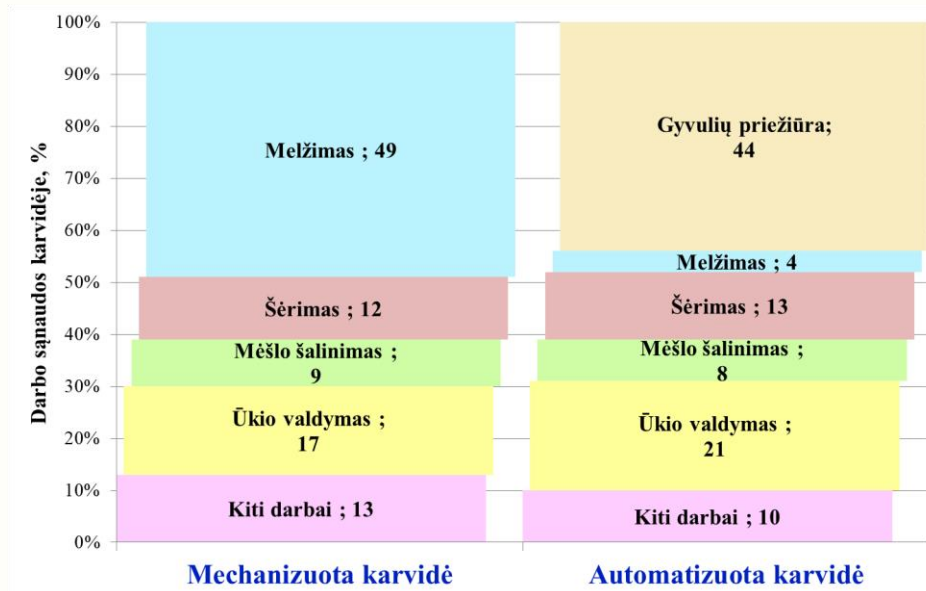 Darbo sąnaudos karvidėje, %
100%
90%
80%
70%
60%
50%
40%
30%
20%
10%
0%
Melžimas ; 49
Šėrimas ; 12
Mėšlo šalinimas ;
9
Ūkio valdymas ;
17
Kiti darbai ; 13
Gyvulių priežiūra;
44
Melžimas ; 4
Šėrimas ; 13
Mėšlo šalinimas ;
8
Ūkio valdymas ;
21
Kiti darbai ; 10
Mechanizuota karvidė
Automatizuota karvidė